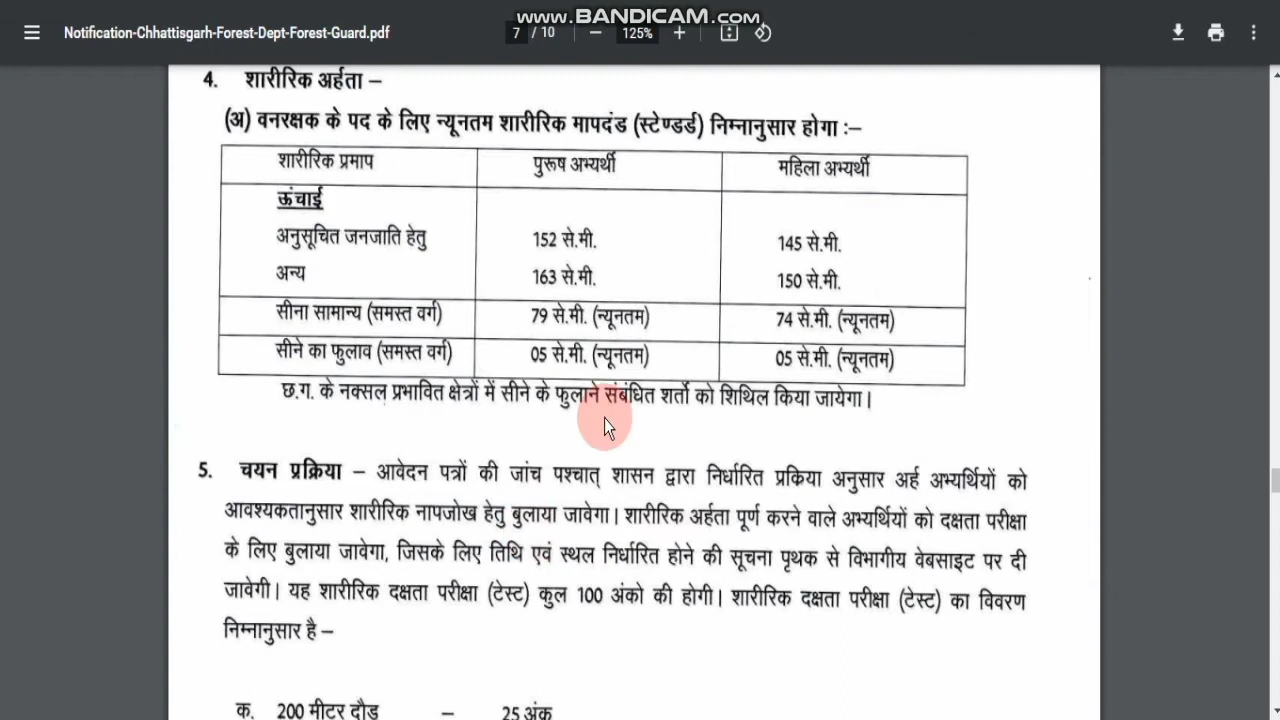 www.BANDICAM.com
Notification-Chhattisgarh-Forest-Dept-Forest-Guard.pdf 7 / 10 125%
4. शारीरिक अर्हता –
(अ) वनरक्षक के पद के लिए न्यूनतम शारीरिक मापदंड (स्टेण्डर्ड) निम्नानुसार होगा :–
शारीरिक प्रमाप पुरूष अभ्यर्थी महिला अभ्यर्थी
ऊंचाई
अनुसूचित जनजाति हेतु 152 से.मी. 145 से.मी.
अन्य 163 से.मी. 150 से.मी.
सीना सामान्य (समस्त वर्ग) 79 से.मी. (न्यूनतम) 74 से.मी. (न्यूनतम)
सीने का फुलाव (समस्त वर्ग) 05 से.मी. (न्यूनतम) 05 से.मी. (न्यूनतम)
छ.ग. के नक्सल प्रभावित क्षेत्रों में सीने के फुलाने संबंधित शर्तो को शिथिल किया जायेगा।
5. चयन प्रक्रिया – आवेदन पत्रों की जांच पश्चात् शासन द्वारा निर्धारित प्रकिया अनुसार अर्ह अभ्यर्थियों को
आवश्यकतानुसार शारीरिक नापजोख हेतु बुलाया जावेगा। शारीरिक अर्हता पूर्ण करने वाले अभ्यर्थियों को दक्षता परीक्षा
के लिए बुलाया जावेगा, जिसके लिए तिथि एवं स्थल निर्धारित होने की सूचना पृथक से विभागीय वेबसाइट पर दी
जावेगी। यह शारीरिक दक्षता परीक्षा (टेस्ट) कुल 100 अंको की होगी। शारीरिक दक्षता परीक्षा (टेस्ट) का विवरण
निम्नानुसार है –
क. 200 मीटर दौड – 25 अंक